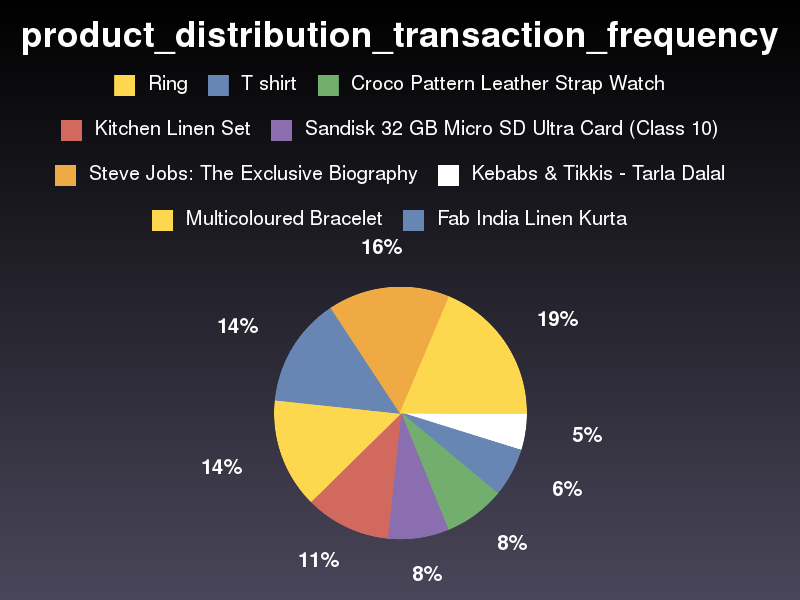 product_distribution_transaction_frequency
Ring T shirt Croco Pattern Leather Strap Watch
Kitchen Linen Set Sandisk 32 GB Micro SD Ultra Card (Class 10)
Steve Jobs: The Exclusive Biography Kebabs & Tikkis - Tarla Dalal
Multicoloured Bracelet Fab India Linen Kurta
16%
19%
14%
5%
14%
6%
8%
11%
8%